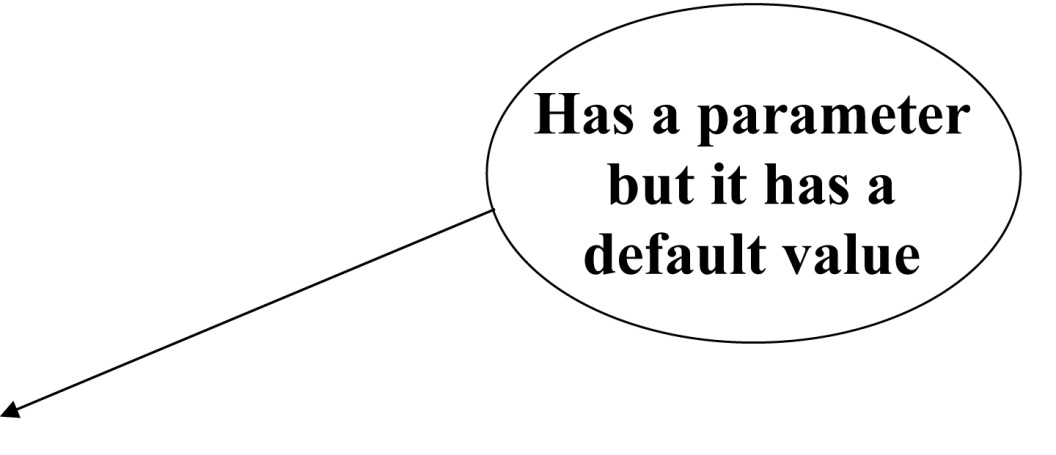 Has a parameter
but it has a
default value